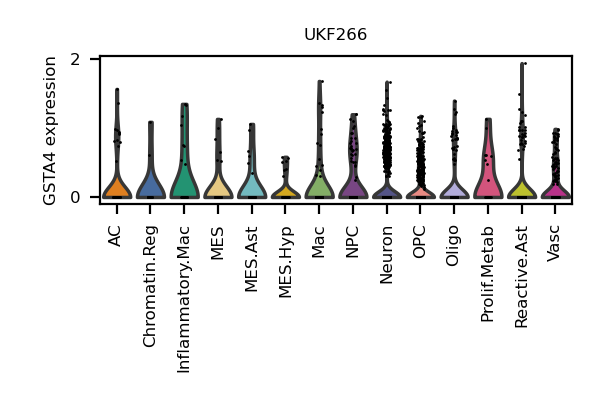 UKF266
GSTA4 expression
2
0
AC
Chromatin.Reg
Inflammatory.Mac
MES
MES.Ast
MES.Hyp
Mac
NPC
Neuron
OPC
Oligo
Prolif.Metab
Reactive.Ast
Vasc